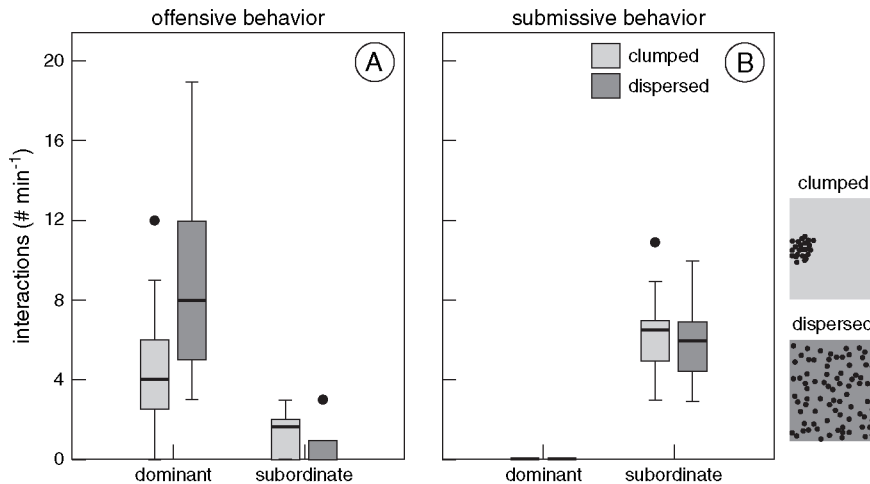 offensive behavior
submissive behavior
A
B
clumped
dispersed
interactions (# min⁻¹)
20
16
12
8
4
0
dominant
subordinate
dominant
subordinate
clumped
dispersed